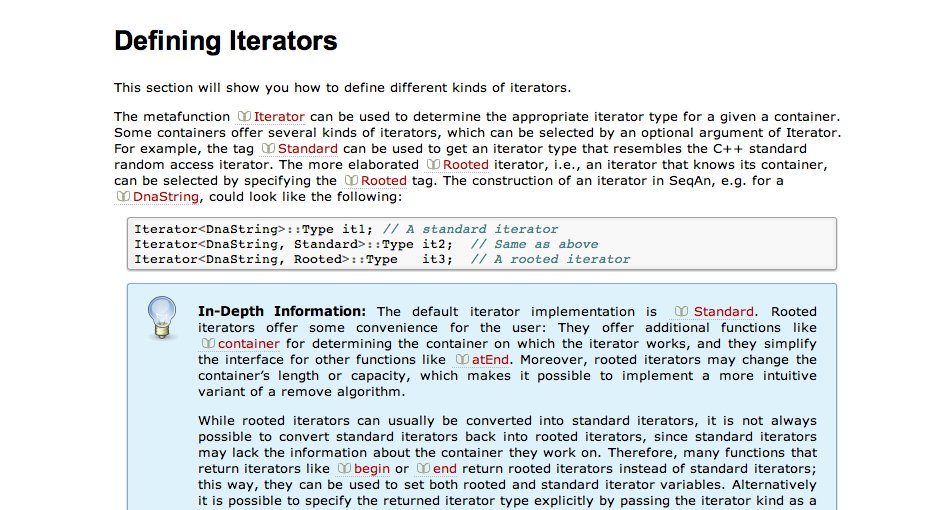 Defining Iterators
This section will show you how to define different kinds of iterators.
The metafunction Iterator can be used to determine the appropriate iterator type for a given a container.
Some containers offer several kinds of iterators, which can be selected by an optional argument of Iterator.
For example, the tag Standard can be used to get an iterator type that resembles the C++ standard
random access iterator. The more elaborated Rooted iterator, i.e., an iterator that knows its container,
can be selected by specifying the Rooted tag. The construction of an iterator in SeqAn, e.g. for a
DnaString, could look like the following:
Iterator<DnaString>::Type it1; // A standard iterator
Iterator<DnaString, Standard>::Type it2;  // Same as above
Iterator<DnaString, Rooted>::Type   it3;  // A rooted iterator
In-Depth Information: The default iterator implementation is Standard. Rooted
iterators offer some convenience for the user: They offer additional functions like
container for determining the container on which the iterator works, and they simplify
the interface for other functions like atEnd. Moreover, rooted iterators may change the
container's length or capacity, which makes it possible to implement a more intuitive
variant of a remove algorithm.
While rooted iterators can usually be converted into standard iterators, it is not always
possible to convert standard iterators back into rooted iterators, since standard iterators
may lack the information about the container they work on. Therefore, many functions that
return iterators like begin or end return rooted iterators instead of standard iterators;
this way, they can be used to set both rooted and standard iterator variables. Alternatively
it is possible to specify the returned iterator type explicitly by passing the iterator kind as a